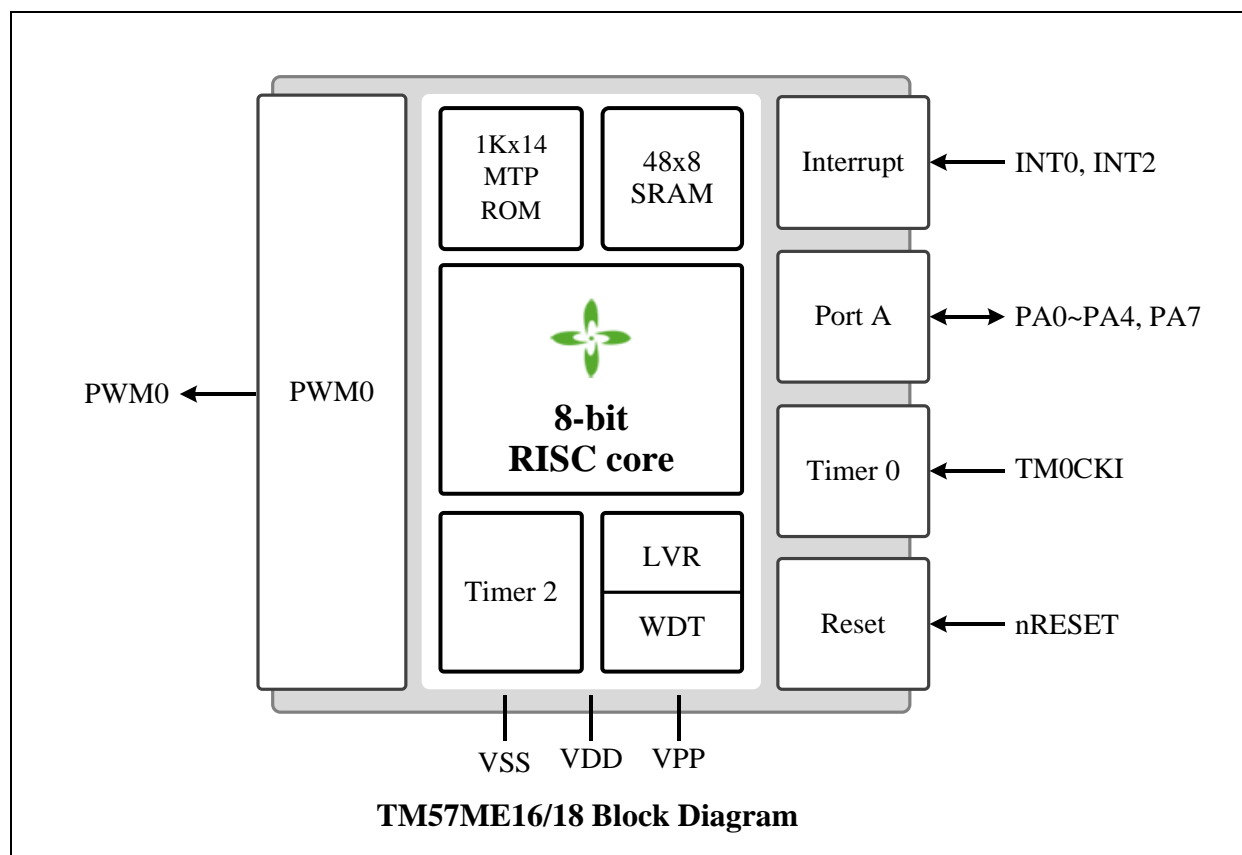 1Kx14
MTP
ROM
48x8
SRAM
Interrupt
INT0, INT2
Port A
PA0~PA4, PA7
PWM0
PWM0
8-bit
RISC core
Timer 0
TM0CKI
Timer 2
LVR
WDT
Reset
nRESET
VSS
VDD
VPP
TM57ME16/18 Block Diagram